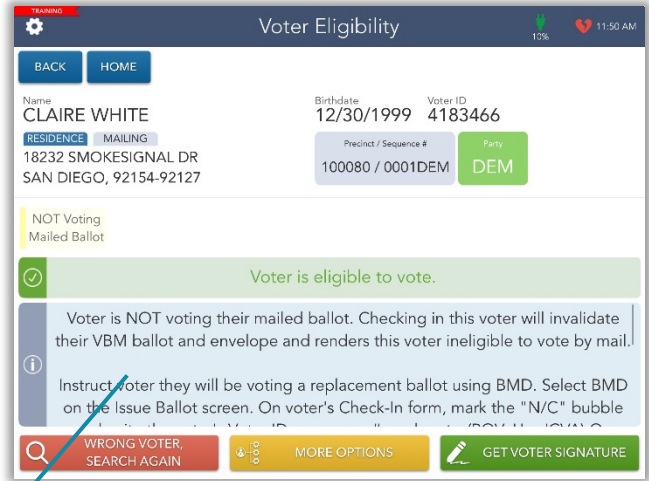 TRAINING
Voter Eligibility
10%
11:50 AM
BACK
HOME
Name
CLAIRE WHITE
Birthdate
12/30/1999
Voter ID
4183466
RESIDENCE MAILING
18232 SMOKESIGNAL DR
SAN DIEGO, 92154-92127
Precinct / Sequence #
100080 / 0001DEM
Party
DEM
NOT Voting
Mailed Ballot
Voter is eligible to vote.
Voter is NOT voting their mailed ballot. Checking in this voter will invalidate
their VBM ballot and envelope and renders this voter ineligible to vote by mail.
Instruct voter they will be voting a replacement ballot using BMD. Select BMD
on the Issue Ballot screen. On voter's Check-In form, mark the "N/C" bubble
WRONG VOTER,
SEARCH AGAIN
MORE OPTIONS
GET VOTER SIGNATURE